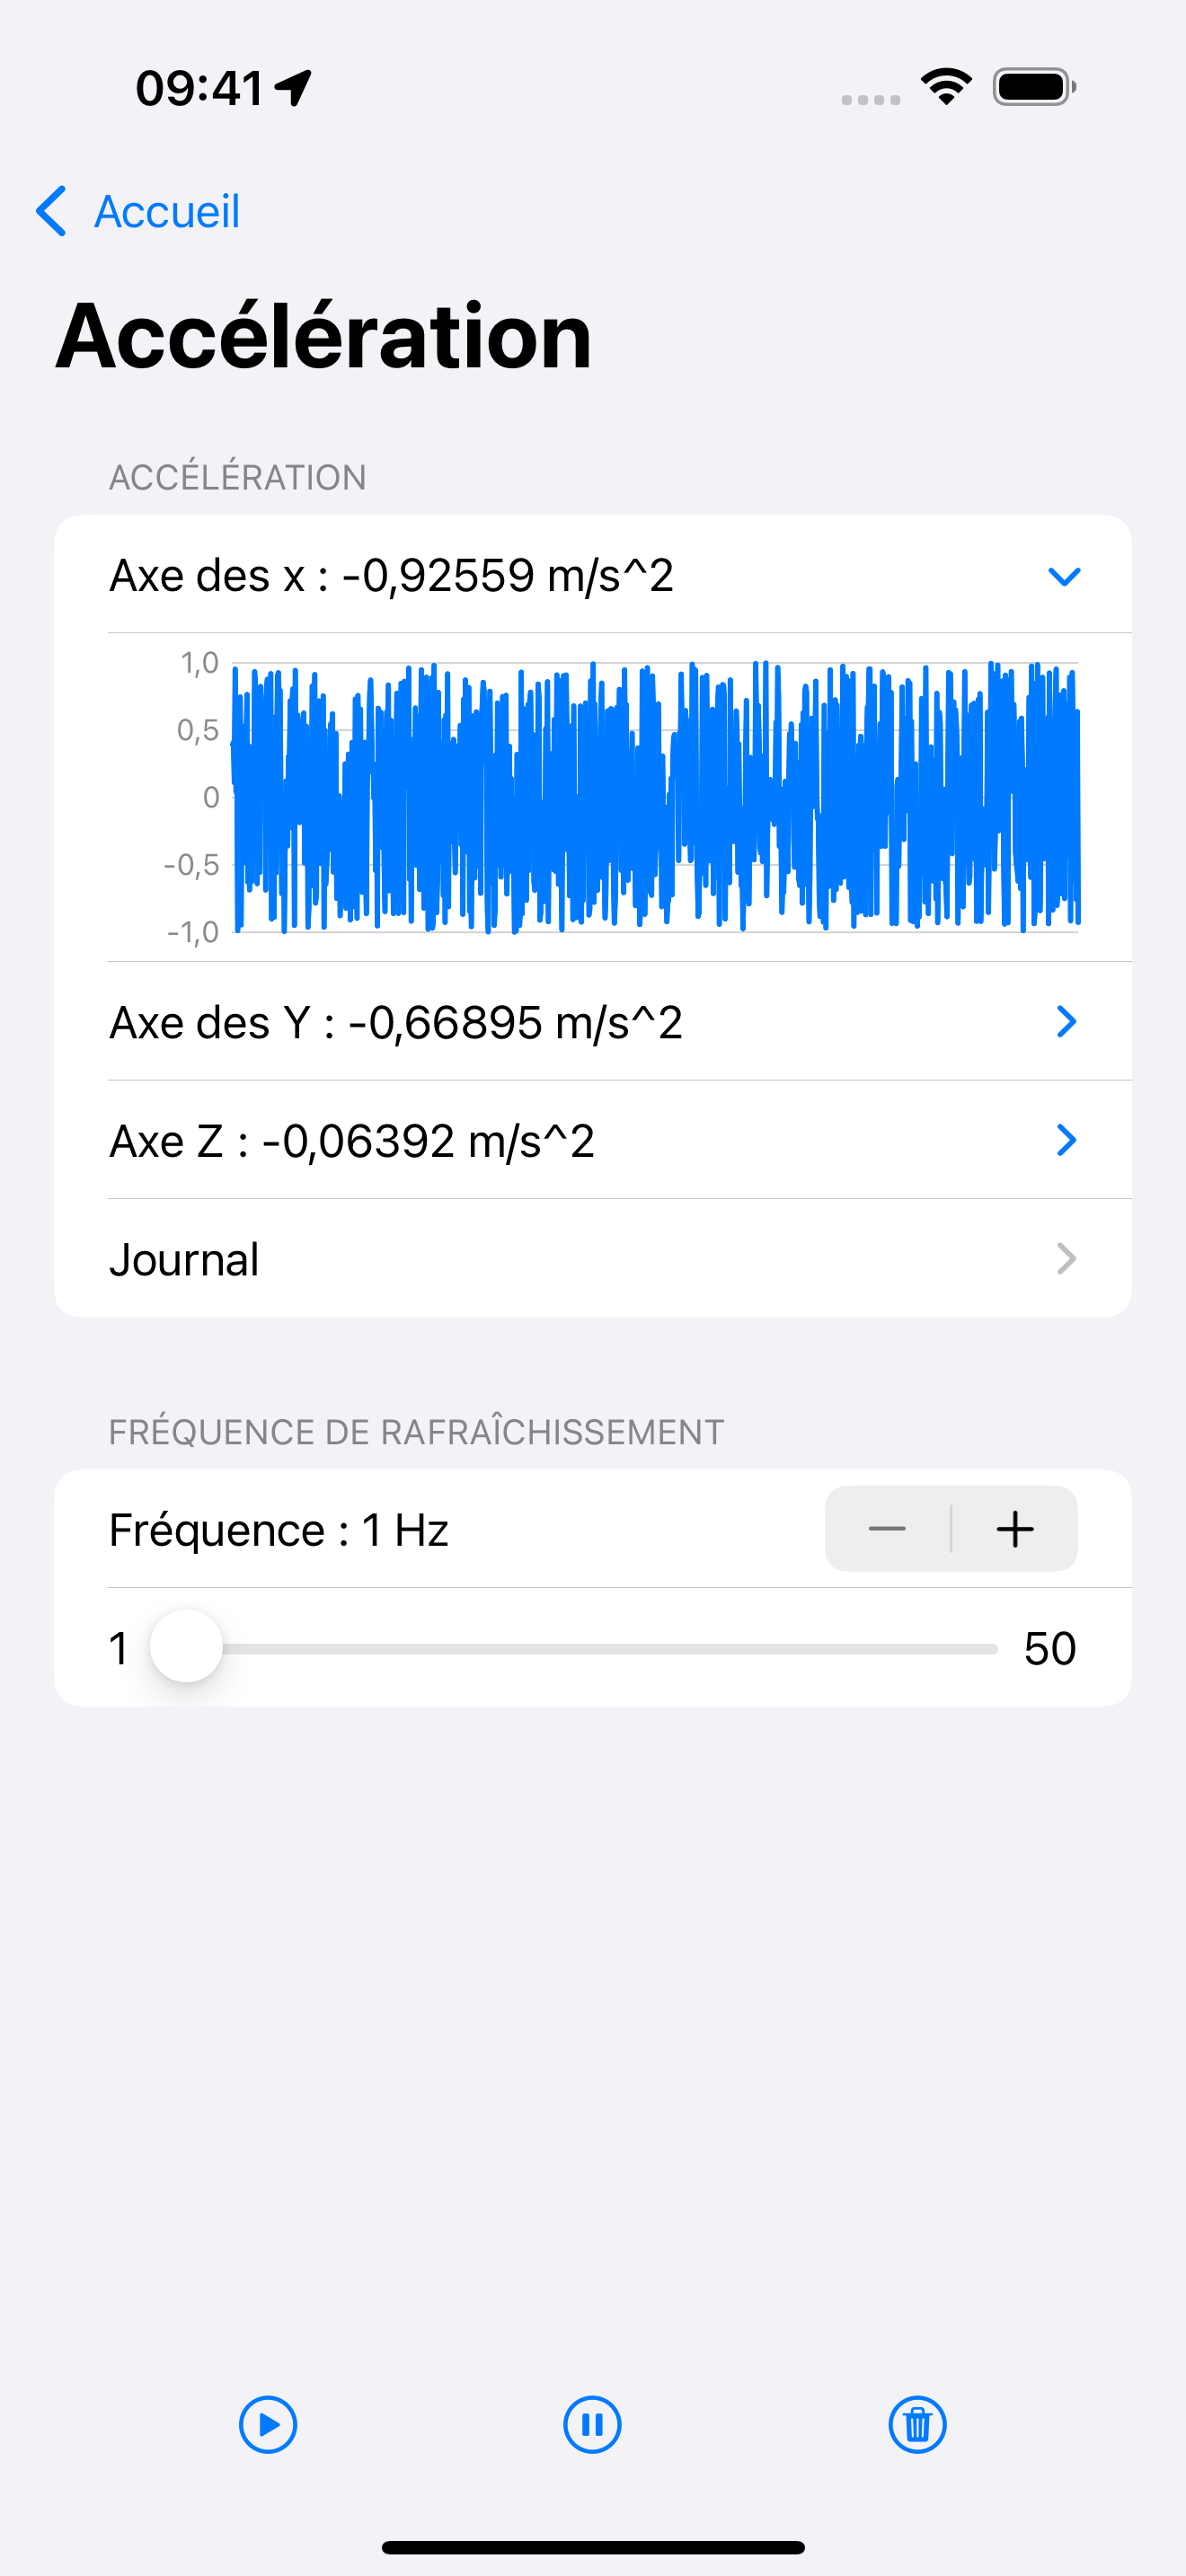 09:41
Accueil
Accélération
ACCÉLÉRATION
Axe des x : -0,92559 m/s^2
1,0
0,5
0
-0,5
-1,0
Axe des Y : -0,66895 m/s^2
Axe Z : -0,06392 m/s^2
Journal
FRÉQUENCE DE RAFRAÎCHISSEMENT
Fréquence : 1 Hz
1 50